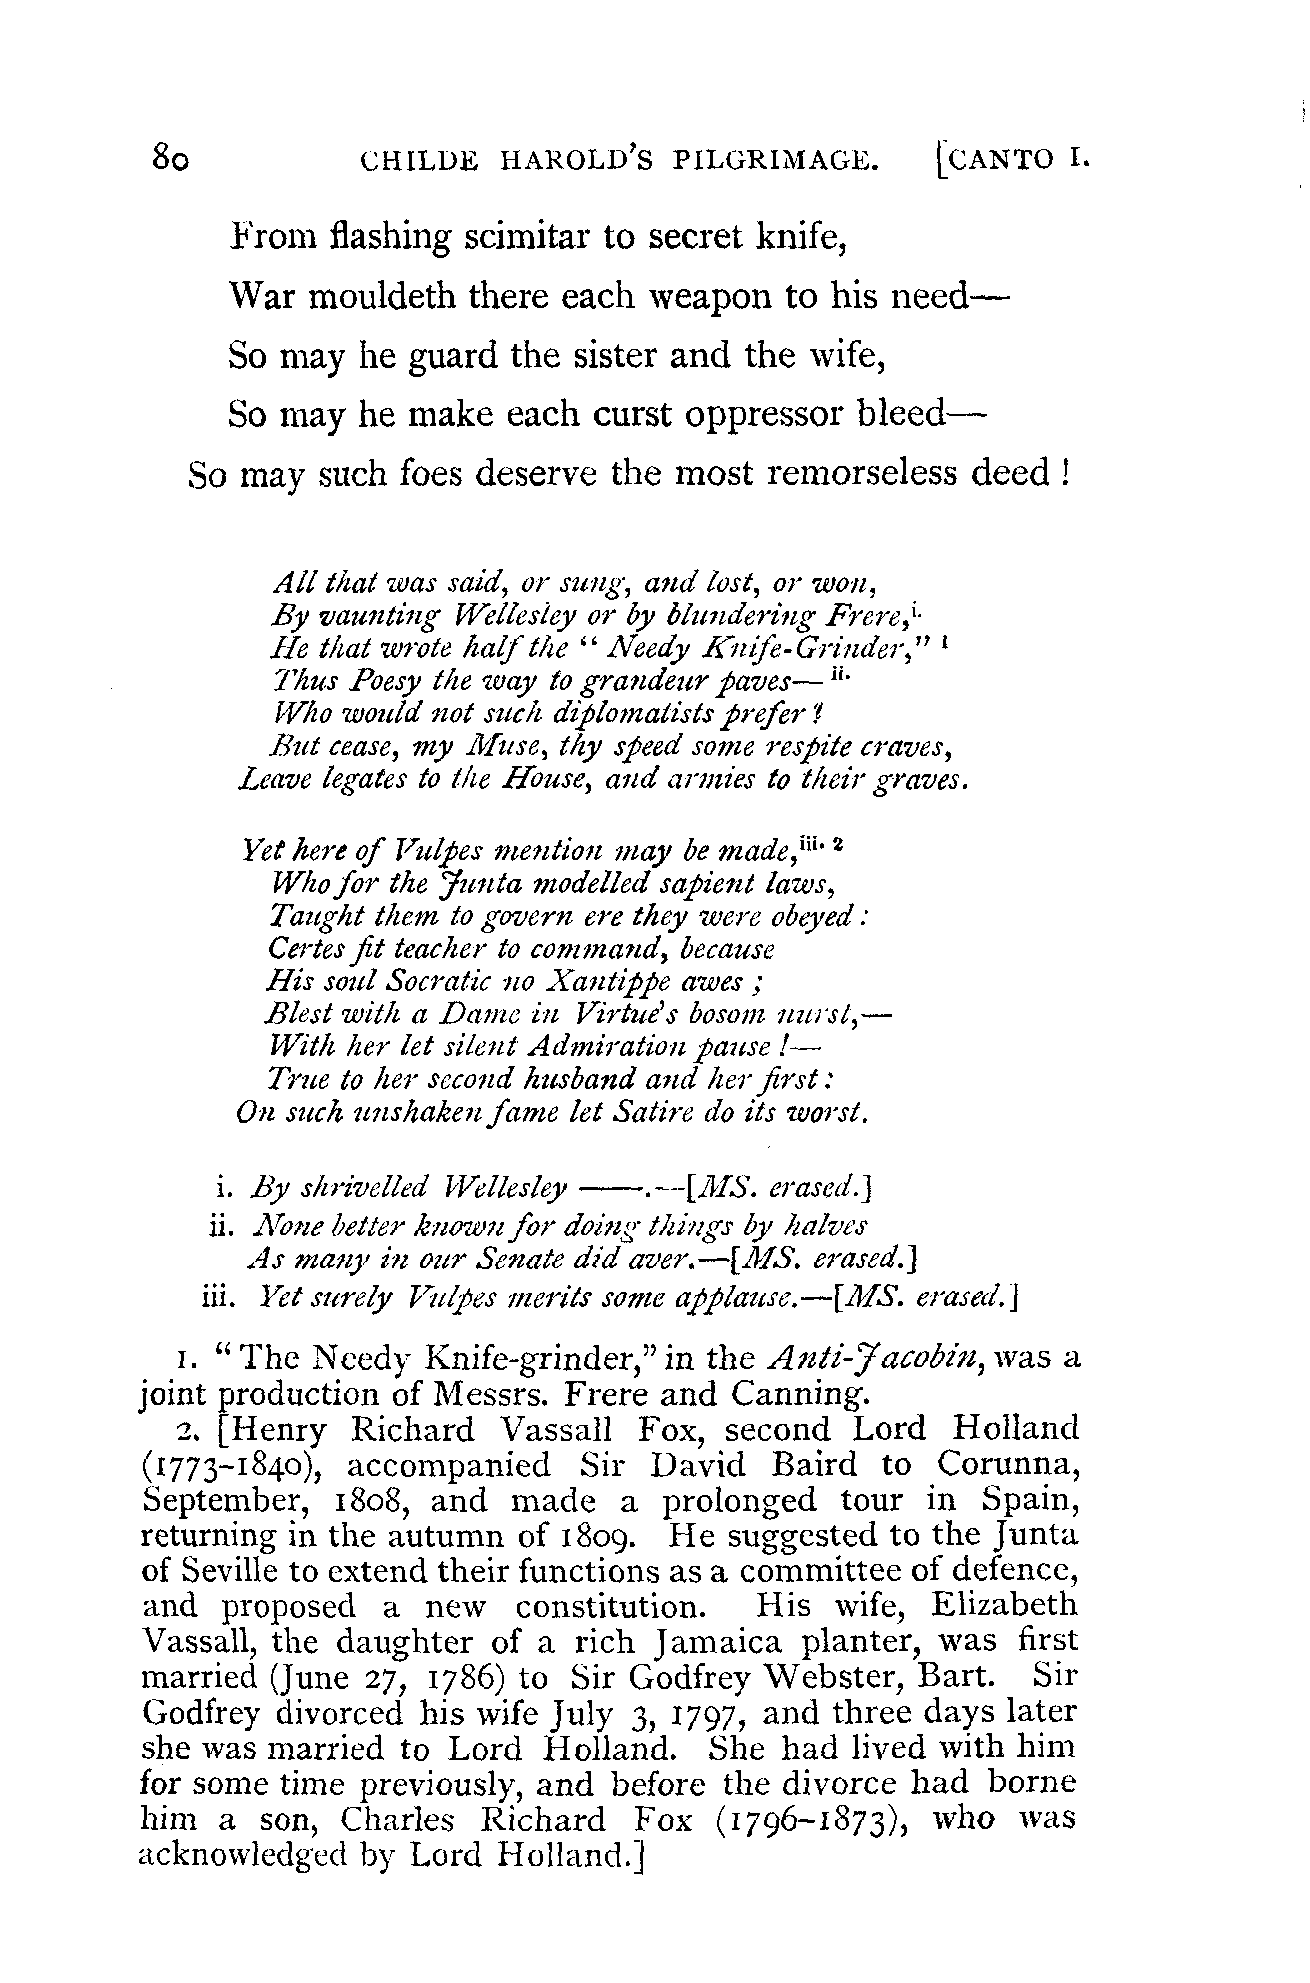 80 CHILDE HAROLD'S PILGRIMAGE. [CANTO I.
From flashing scimitar to secret knife,
War mouldeth there each weapon to his need—
So may he guard the sister and the wife,
So may he make each curst oppressor bleed—
So may such foes deserve the most remorseless deed !
All that was said, or sung, and lost, or won,
By vaunting Wellesley or by blundering Frere,i.
He that wrote half the " Needy Knife-Grinder," 1
Thus Poesy the way to grandeur paves— ii.
Who would not such diplomatists prefer ?
But cease, my Muse, thy speed some respite craves,
Leave legates to the House, and armies to their graves.
Yet here of Vulpes mention may be made,iii. 2
Who for the Junta modelled sapient laws,
Taught them to govern ere they were obeyed :
Certes fit teacher to command, because
His soul Socratic no Xantippe awes ;
Blest with a Dame in Virtue's bosom nurst,—
With her let silent Admiration pause !—
True to her second husband and her first :
On such unshaken fame let Satire do its worst.
i. By shrivelled Wellesley ——.—[MS. erased.]
ii. None better known for doing things by halves
As many in our Senate did aver.—[MS. erased.]
iii. Yet surely Vulpes merits some applause.—[MS. erased.]
1. " The Needy Knife-grinder," in the Anti-Jacobin, was a
joint production of Messrs. Frere and Canning.
2. [Henry Richard Vassall Fox, second Lord Holland
(1773–1840), accompanied Sir David Baird to Corunna,
September, 1808, and made a prolonged tour in Spain,
returning in the autumn of 1809. He suggested to the Junta
of Seville to extend their functions as a committee of defence,
and proposed a new constitution. His wife, Elizabeth
Vassall, the daughter of a rich Jamaica planter, was first
married (June 27, 1786) to Sir Godfrey Webster, Bart. Sir
Godfrey divorced his wife July 3, 1797, and three days later
she was married to Lord Holland. She had lived with him
for some time previously, and before the divorce had borne
him a son, Charles Richard Fox (1796–1873), who was
acknowledged by Lord Holland.]